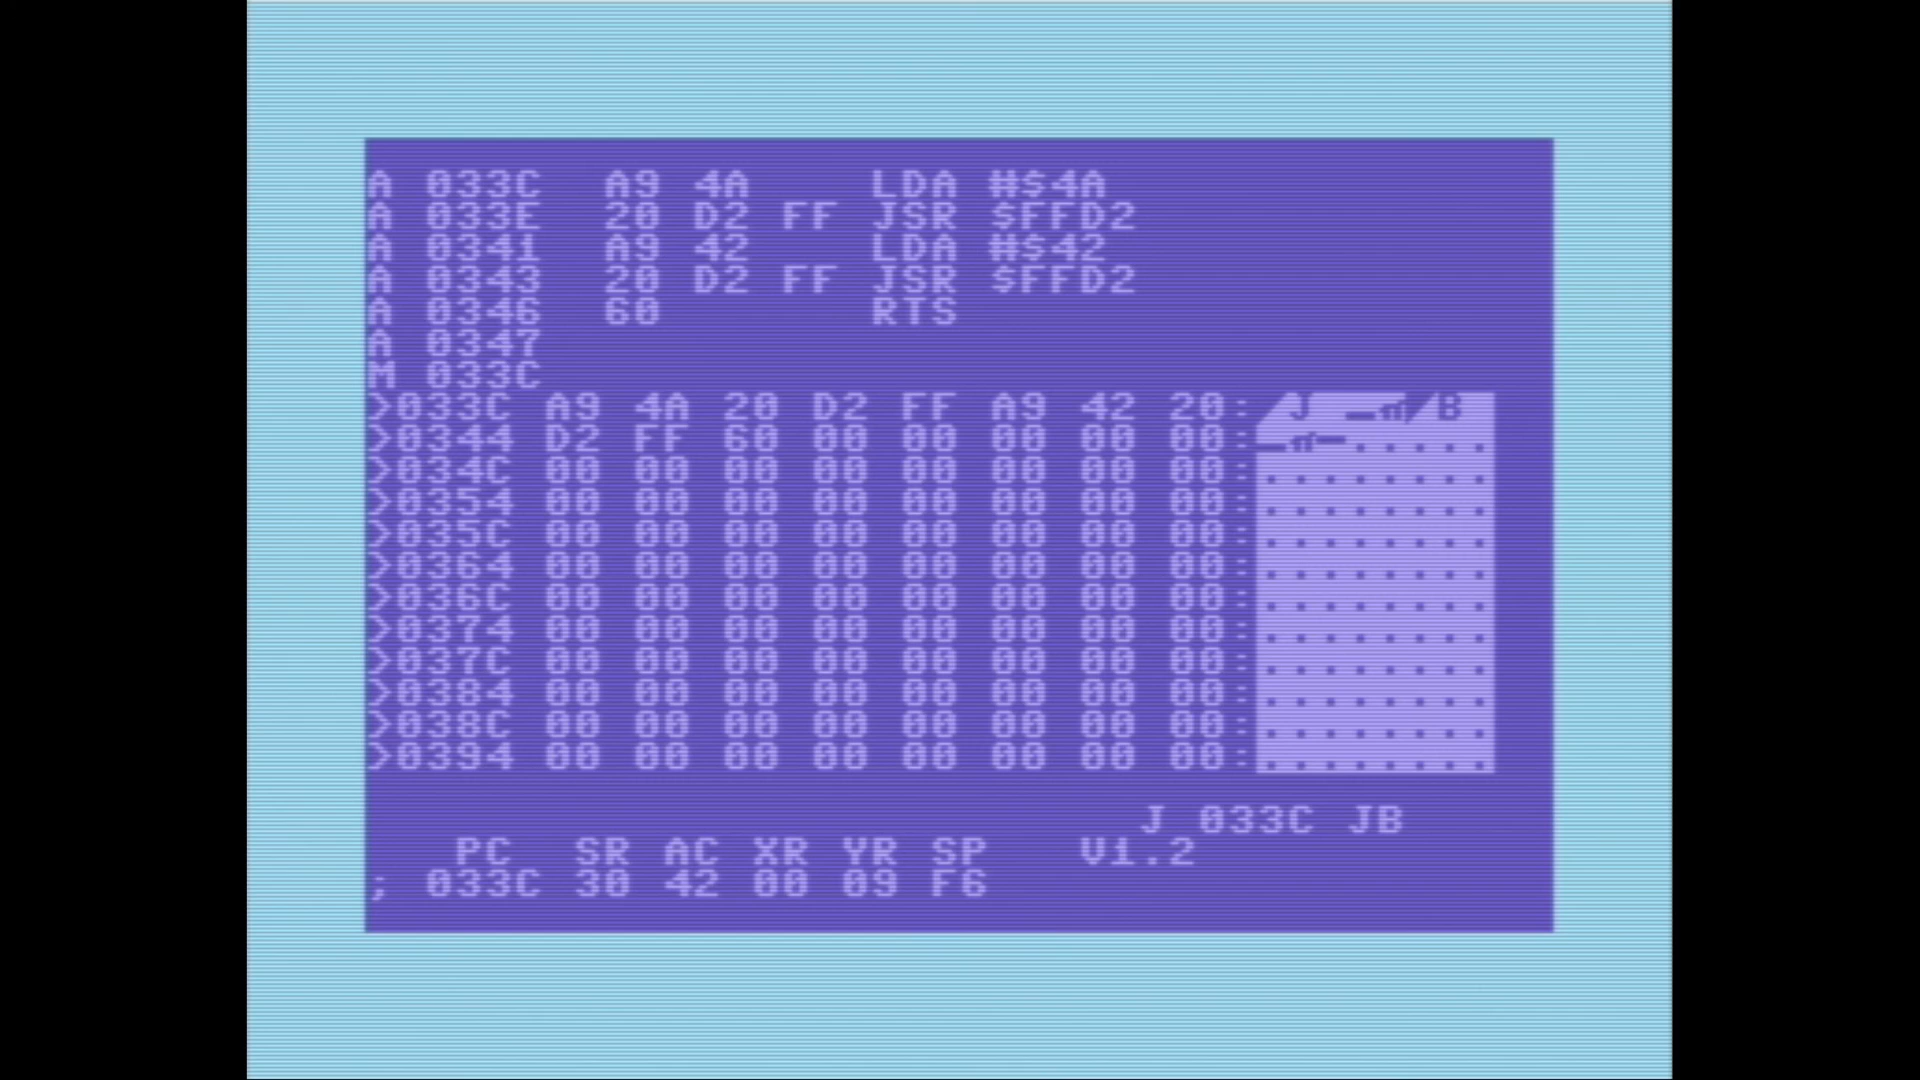 A 033C  A9 4A    LDA #$4A
A 033E  20 D2 FF JSR $FFD2
A 0341  A9 42    LDA #$42
A 0343  20 D2 FF JSR $FFD2
A 0346  60       RTS
A 0347
M 033C
>033C A9 4A 20 D2 FF A9 42 20:◤J ▁π◤B
>0344 D2 FF 60 00 00 00 00 00:▁π─.....
>034C 00 00 00 00 00 00 00 00:........
>0354 00 00 00 00 00 00 00 00:........
>035C 00 00 00 00 00 00 00 00:........
>0364 00 00 00 00 00 00 00 00:........
>036C 00 00 00 00 00 00 00 00:........
>0374 00 00 00 00 00 00 00 00:........
>037C 00 00 00 00 00 00 00 00:........
>0384 00 00 00 00 00 00 00 00:........
>038C 00 00 00 00 00 00 00 00:........
>0394 00 00 00 00 00 00 00 00:........
J 033C JB
PC  SR AC XR YR SP   V1.2
; 033C 30 42 00 09 F6